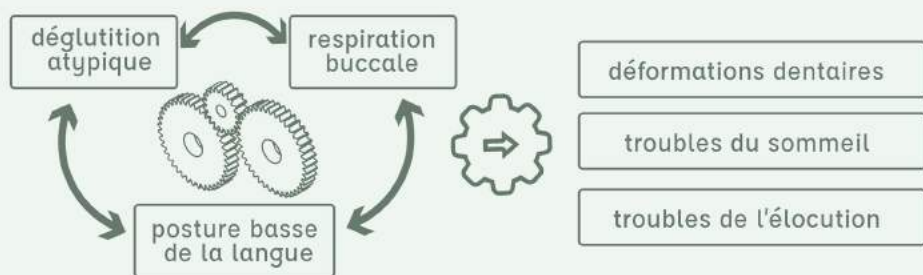 déglutition
atypique
respiration
buccale
posture basse
de la langue
déformations dentaires
troubles du sommeil
troubles de l'élocution